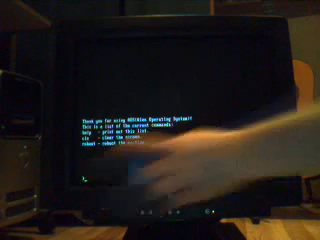 Thank you for using Operating System!!
This is a list of the current commands:
help - print out this list.
cls - clear the screen.
reboot - reboot the machine.
>_